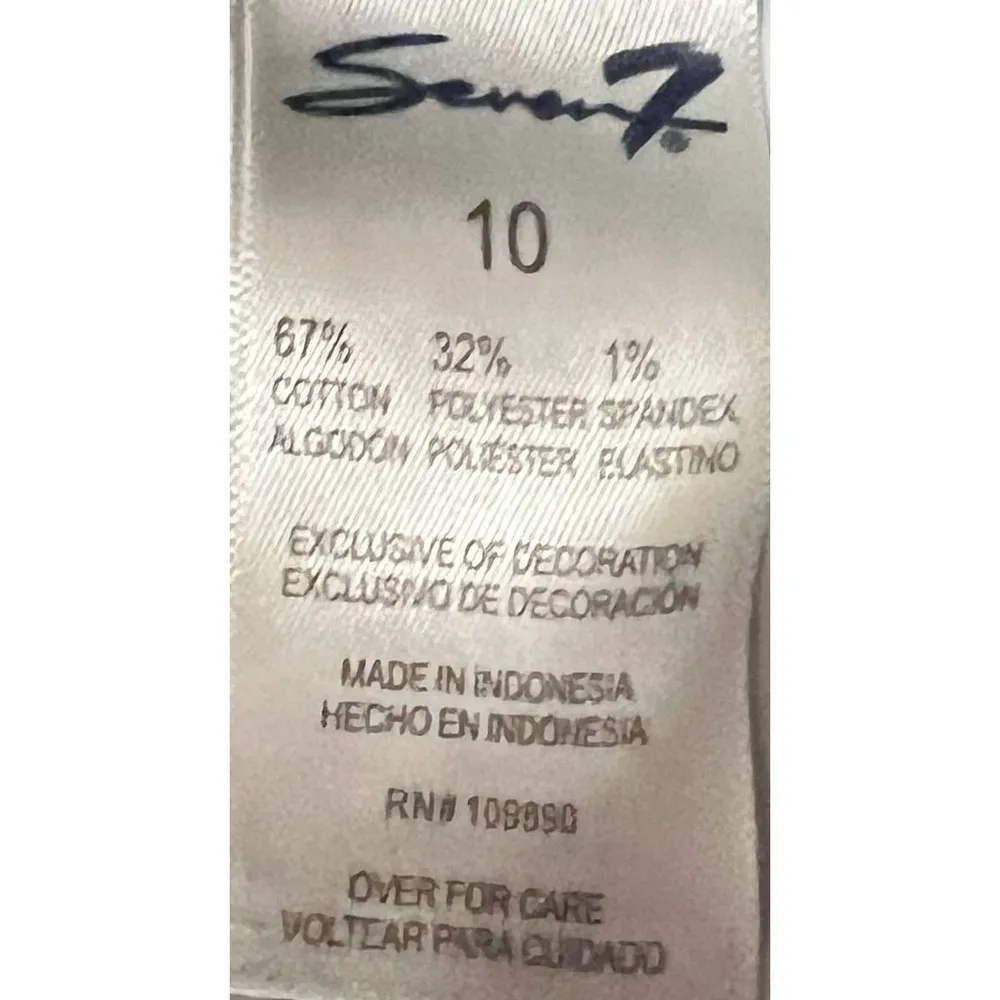 Seven7
10
67% 32% 1%
COTTON POLYESTER SPANDEX
ALGODÓN POLIÉSTER ELASTINO
EXCLUSIVE OF DECORATION
EXCLUSIVO DE DECORACIÓN
MADE IN INDONESIA
HECHO EN INDONESIA
RN#
OVER FOR CARE
VOLTEAR PARA CUIDADO